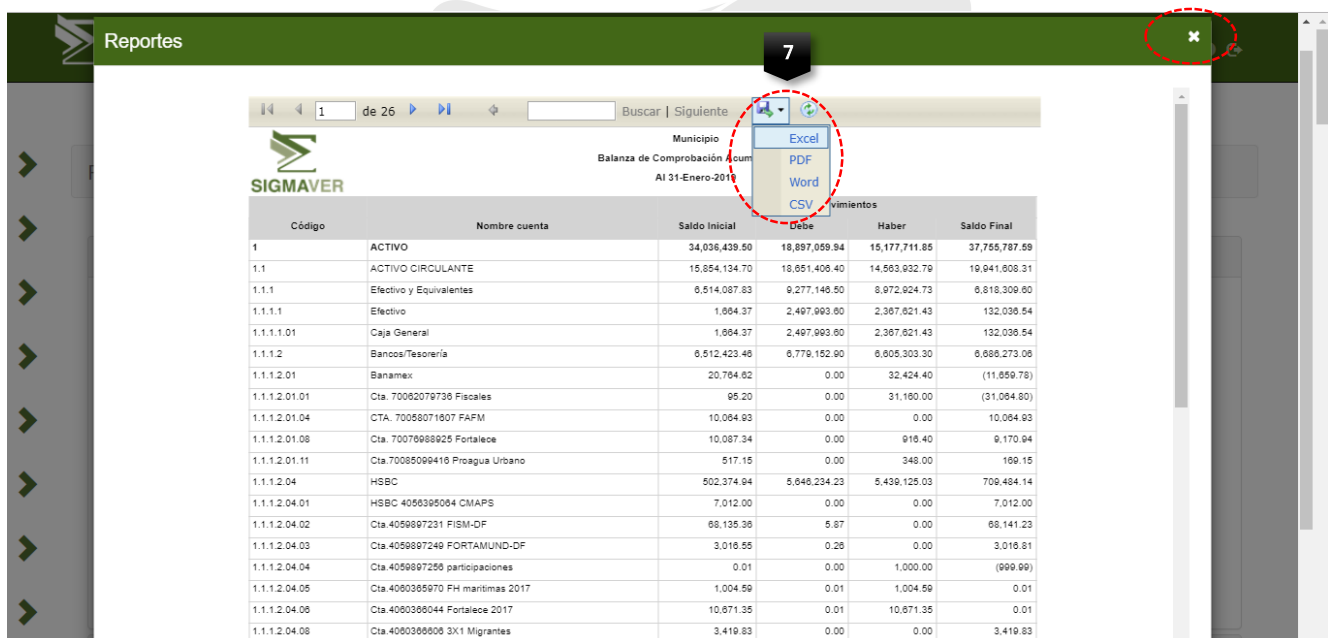 Reportes
7
1 de 26 Buscar | Siguiente
Excel
PDF
Word
CSV
SIGMAVER
Municipio
Balanza de Comprobación Acum
Al 31-Enero-2019
vimientos
Código Nombre cuenta Saldo Inicial Debe Haber Saldo Final
1 ACTIVO 34,036,439.50 18,897,059.94 15,177,711.85 37,755,787.59
1.1 ACTIVO CIRCULANTE 15,854,134.70 18,651,406.40 14,563,932.79 19,941,608.31
1.1.1 Efectivo y Equivalentes 6,514,087.83 9,277,146.50 8,972,924.73 6,818,309.60
1.1.1.1 Efectivo 1,664.37 2,497,993.60 2,367,621.43 132,036.54
1.1.1.1.01 Caja General 1,664.37 2,497,993.60 2,367,621.43 132,036.54
1.1.1.2 Bancos/Tesorería 6,512,423.46 6,779,152.90 6,605,303.30 6,686,273.06
1.1.1.2.01 Banamex 20,764.62 0.00 32,424.40 (11,659.78)
1.1.1.2.01.01 Cta. 70062079736 Fiscales 95.20 0.00 31,160.00 (31,064.80)
1.1.1.2.01.04 CTA. 70058071607 FAFM 10,064.93 0.00 0.00 10,064.93
1.1.1.2.01.08 Cta. 70076988925 Fortalece 10,087.34 0.00 916.40 9,170.94
1.1.1.2.01.11 Cta.70085099416 Proagua Urbano 517.15 0.00 348.00 169.15
1.1.1.2.04 HSBC 502,374.94 5,646,234.23 5,439,125.03 709,484.14
1.1.1.2.04.01 HSBC 4056395064 CMAPS 7,012.00 0.00 0.00 7,012.00
1.1.1.2.04.02 Cta.4059897231 FISM-DF 68,135.36 5.87 0.00 68,141.23
1.1.1.2.04.03 Cta.4059897249 FORTAMUND-DF 3,016.55 0.26 0.00 3,016.81
1.1.1.2.04.04 Cta.4059897256 participaciones 0.01 0.00 1,000.00 (999.99)
1.1.1.2.04.05 Cta.4060365970 FH maritimas 2017 1,004.59 0.01 1,004.59 0.01
1.1.1.2.04.06 Cta.4060366044 Fortalece 2017 10,671.35 0.01 10,671.35 0.01
1.1.1.2.04.08 Cta.4060366606 3X1 Migrantes 3,419.83 0.00 0.00 3,419.83